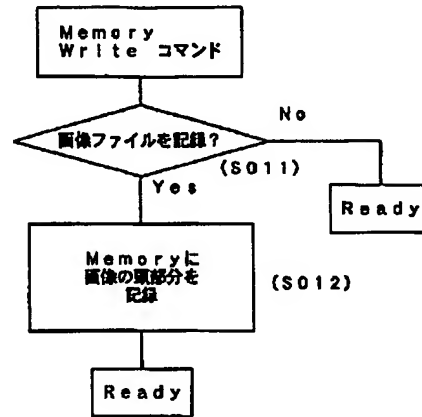 Memory
Write コマンド
画像ファイルを記録?
No
(S011)
Yes
Ready
Memoryに
画像の頭部分を
記録
(S012)
Ready